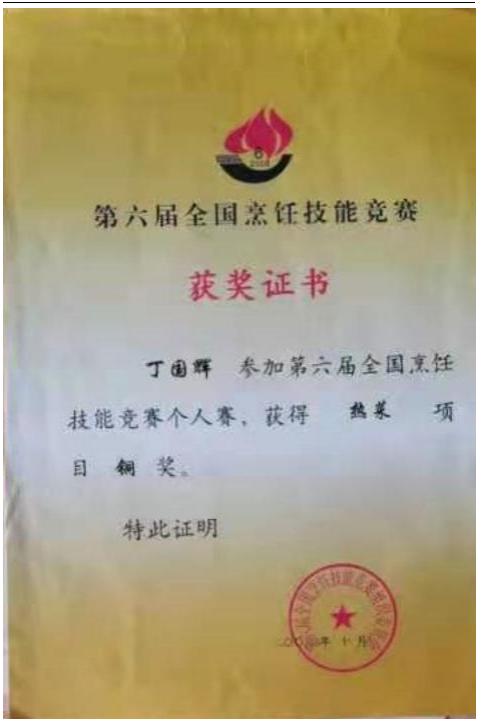 6
2008
第六届全国烹饪技能竞赛
获奖证书
丁国辉 参加第六届全国烹饪
技能竞赛个人赛，获得 热菜 项
目 铜 奖。
特此证明